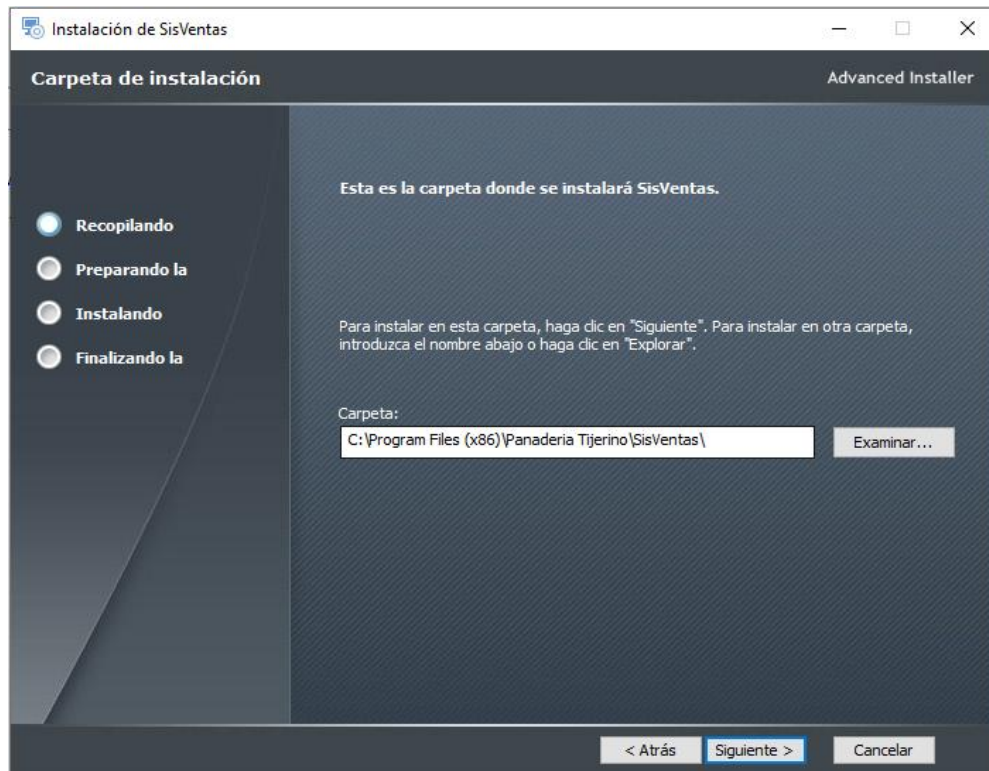 Instalación de SisVentas
Carpeta de instalación
Advanced Installer
Esta es la carpeta donde se instalará SisVentas.
Recopilando
Preparando la
Instalando
Finalizando la
Para instalar en esta carpeta, haga clic en "Siguiente". Para instalar en otra carpeta,
introduzca el nombre abajo o haga clic en "Explorar".
Carpeta:
C:\Program Files (x86)\Panaderia Tijerino\SisVentas\
Examinar...
< Atrás
Siguiente >
Cancelar